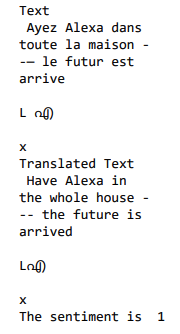 Text
Ayez Alexa dans
toute la maison -
-– le futur est
arrive
L
x
Translated Text
Have Alexa in
the whole house -
-- the future is
arrived
x
The sentiment is 1